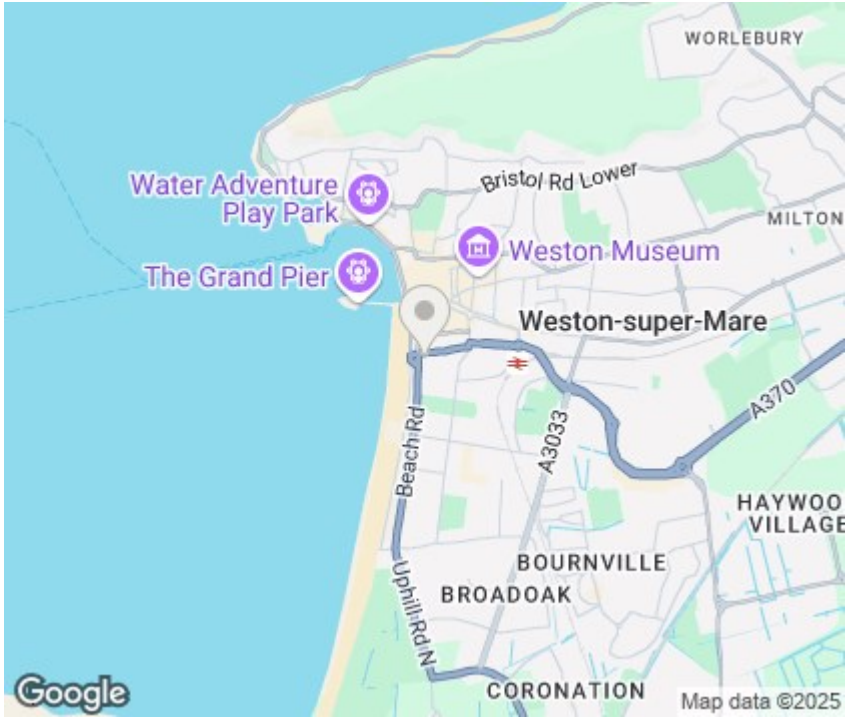 WORLEBURY
Bristol Rd Lower
Water Adventure
Play Park
MILTON
Weston Museum
The Grand Pier
Weston-super-Mare
A370
Beach Rd
A3033
HAYWOO
VILLAGE
BOURNVILLE
BROADOAK
Uphill Rd N
CORONATION
Google
Map data ©2025